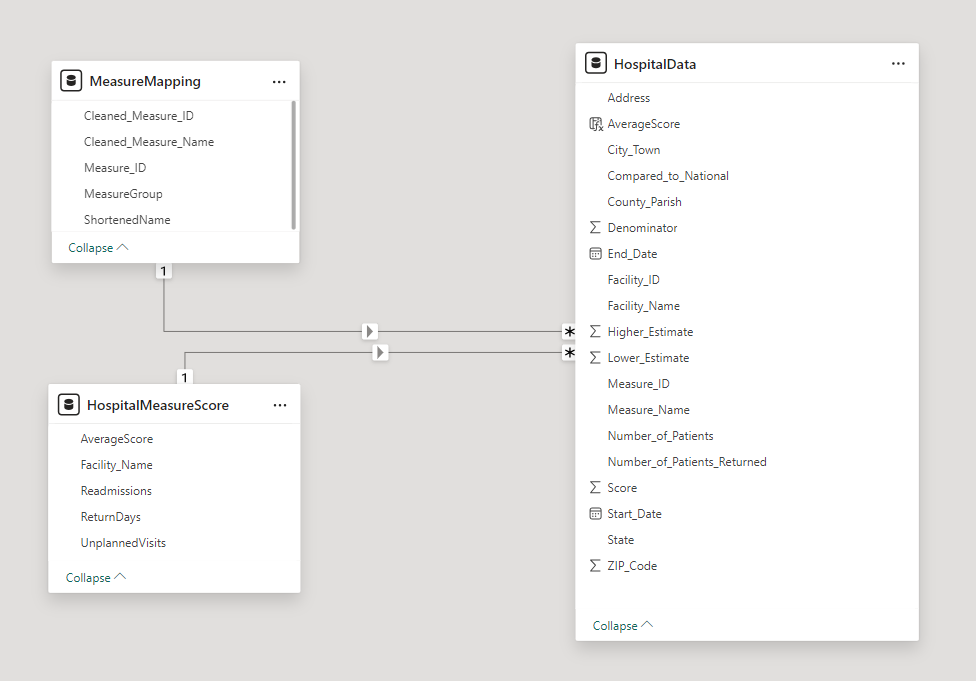 MeasureMapping
Cleaned_Measure_ID
Cleaned_Measure_Name
Measure_ID
MeasureGroup
ShortenedName
Collapse
1
1
HospitalMeasureScore
AverageScore
Facility_Name
Readmissions
ReturnDays
UnplannedVisits
Collapse
*
*
HospitalData
Address
AverageScore
City_Town
Compared_to_National
County_Parish
Denominator
End_Date
Facility_ID
Facility_Name
Higher_Estimate
Lower_Estimate
Measure_ID
Measure_Name
Number_of_Patients
Number_of_Patients_Returned
Score
Start_Date
State
ZIP_Code
Collapse